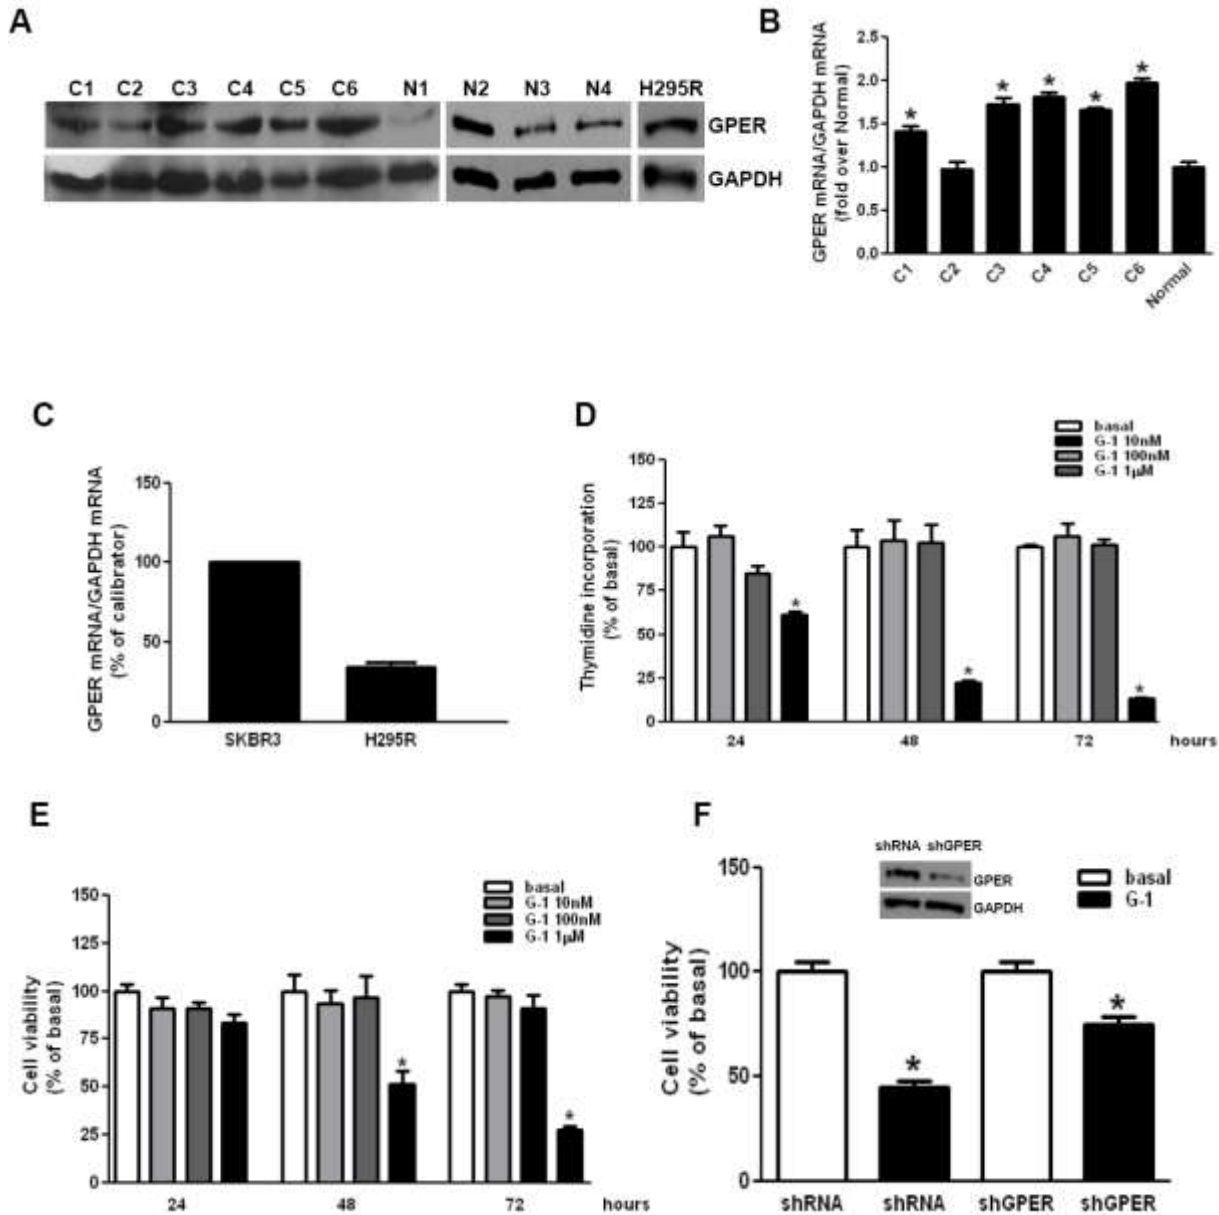 A
C1 C2 C3 C4 C5 C6 N1 N2 N3 N4 H295R
GPER
GAPDH
B
GPER mRNA/GAPDH mRNA
(fold over Normal)
2.5
2.0
1.5
1.0
0.5
0.0
* * * * *
C1 C2 C3 C4 C5 C6 Normal
C
GPER mRNA/GAPDH mRNA
(% of calibrator)
150
100
50
0
SKBR3 H295R
D
basal
G-1 10nM
G-1 100nM
G-1 1µM
Thymidine incorporation
(% of basal)
150
125
100
75
50
25
0
* * *
24 48 72 hours
E
basal
G-1 10nM
G-1 100nM
G-1 1µM
Cell viability
(% of basal)
150
125
100
75
50
25
0
* *
24 48 72 hours
F
shRNA shGPER
GPER
GAPDH
basal
G-1
Cell viability
(% of basal)
150
100
50
0
* *
shRNA shRNA shGPER shGPER